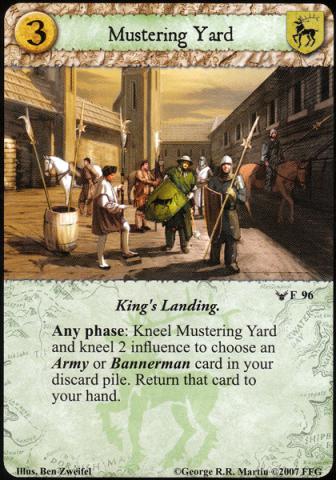 3
Mustering Yard
King's Landing.
F 96
Any phase: Kneel Mustering Yard
and kneel 2 influence to choose an
Army or Bannerman card in your
discard pile. Return that card to
your hand.
Illus. Ben Zweifel
©George R.R. Martin ©2007 FFG